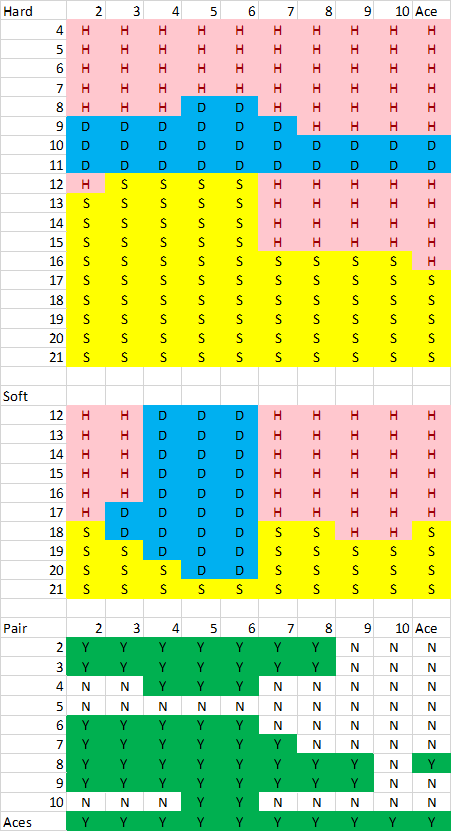 Hard 2 3 4 5 6 7 8 9 10 Ace
4 H H H H H H H H H H
5 H H H H H H H H H H
6 H H H H H H H H H H
7 H H H H H H H H H H
8 H H H D D H H H H H
9 D D D D D D H H H H
10 D D D D D D D D D D
11 D D D D D D D D D D
12 H S S S S H H H H H
13 S S S S S H H H H H
14 S S S S S H H H H H
15 S S S S S H H H H H
16 S S S S S S S S S H
17 S S S S S S S S S S
18 S S S S S S S S S S
19 S S S S S S S S S S
20 S S S S S S S S S S
21 S S S S S S S S S S
Soft
12 H H D D D H H H H H
13 H H D D D H H H H H
14 H H D D D H H H H H
15 H H D D D H H H H H
16 H H D D D H H H H H
17 H D D D D H H H H H
18 S D D D D S S H H S
19 S S D D D S S S S S
20 S S S D D S S S S S
21 S S S S S S S S S S
Pair 2 3 4 5 6 7 8 9 10 Ace
2 Y Y Y Y Y Y Y N N N
3 Y Y Y Y Y Y Y N N N
4 N N Y Y Y N N N N N
5 N N N N N N N N N N
6 Y Y Y Y Y N N N N N
7 Y Y Y Y Y Y N N N N
8 Y Y Y Y Y Y Y Y N Y
9 Y Y Y Y Y Y Y Y N N
10 N N N Y Y N N N N N
Aces Y Y Y Y Y Y Y Y Y Y